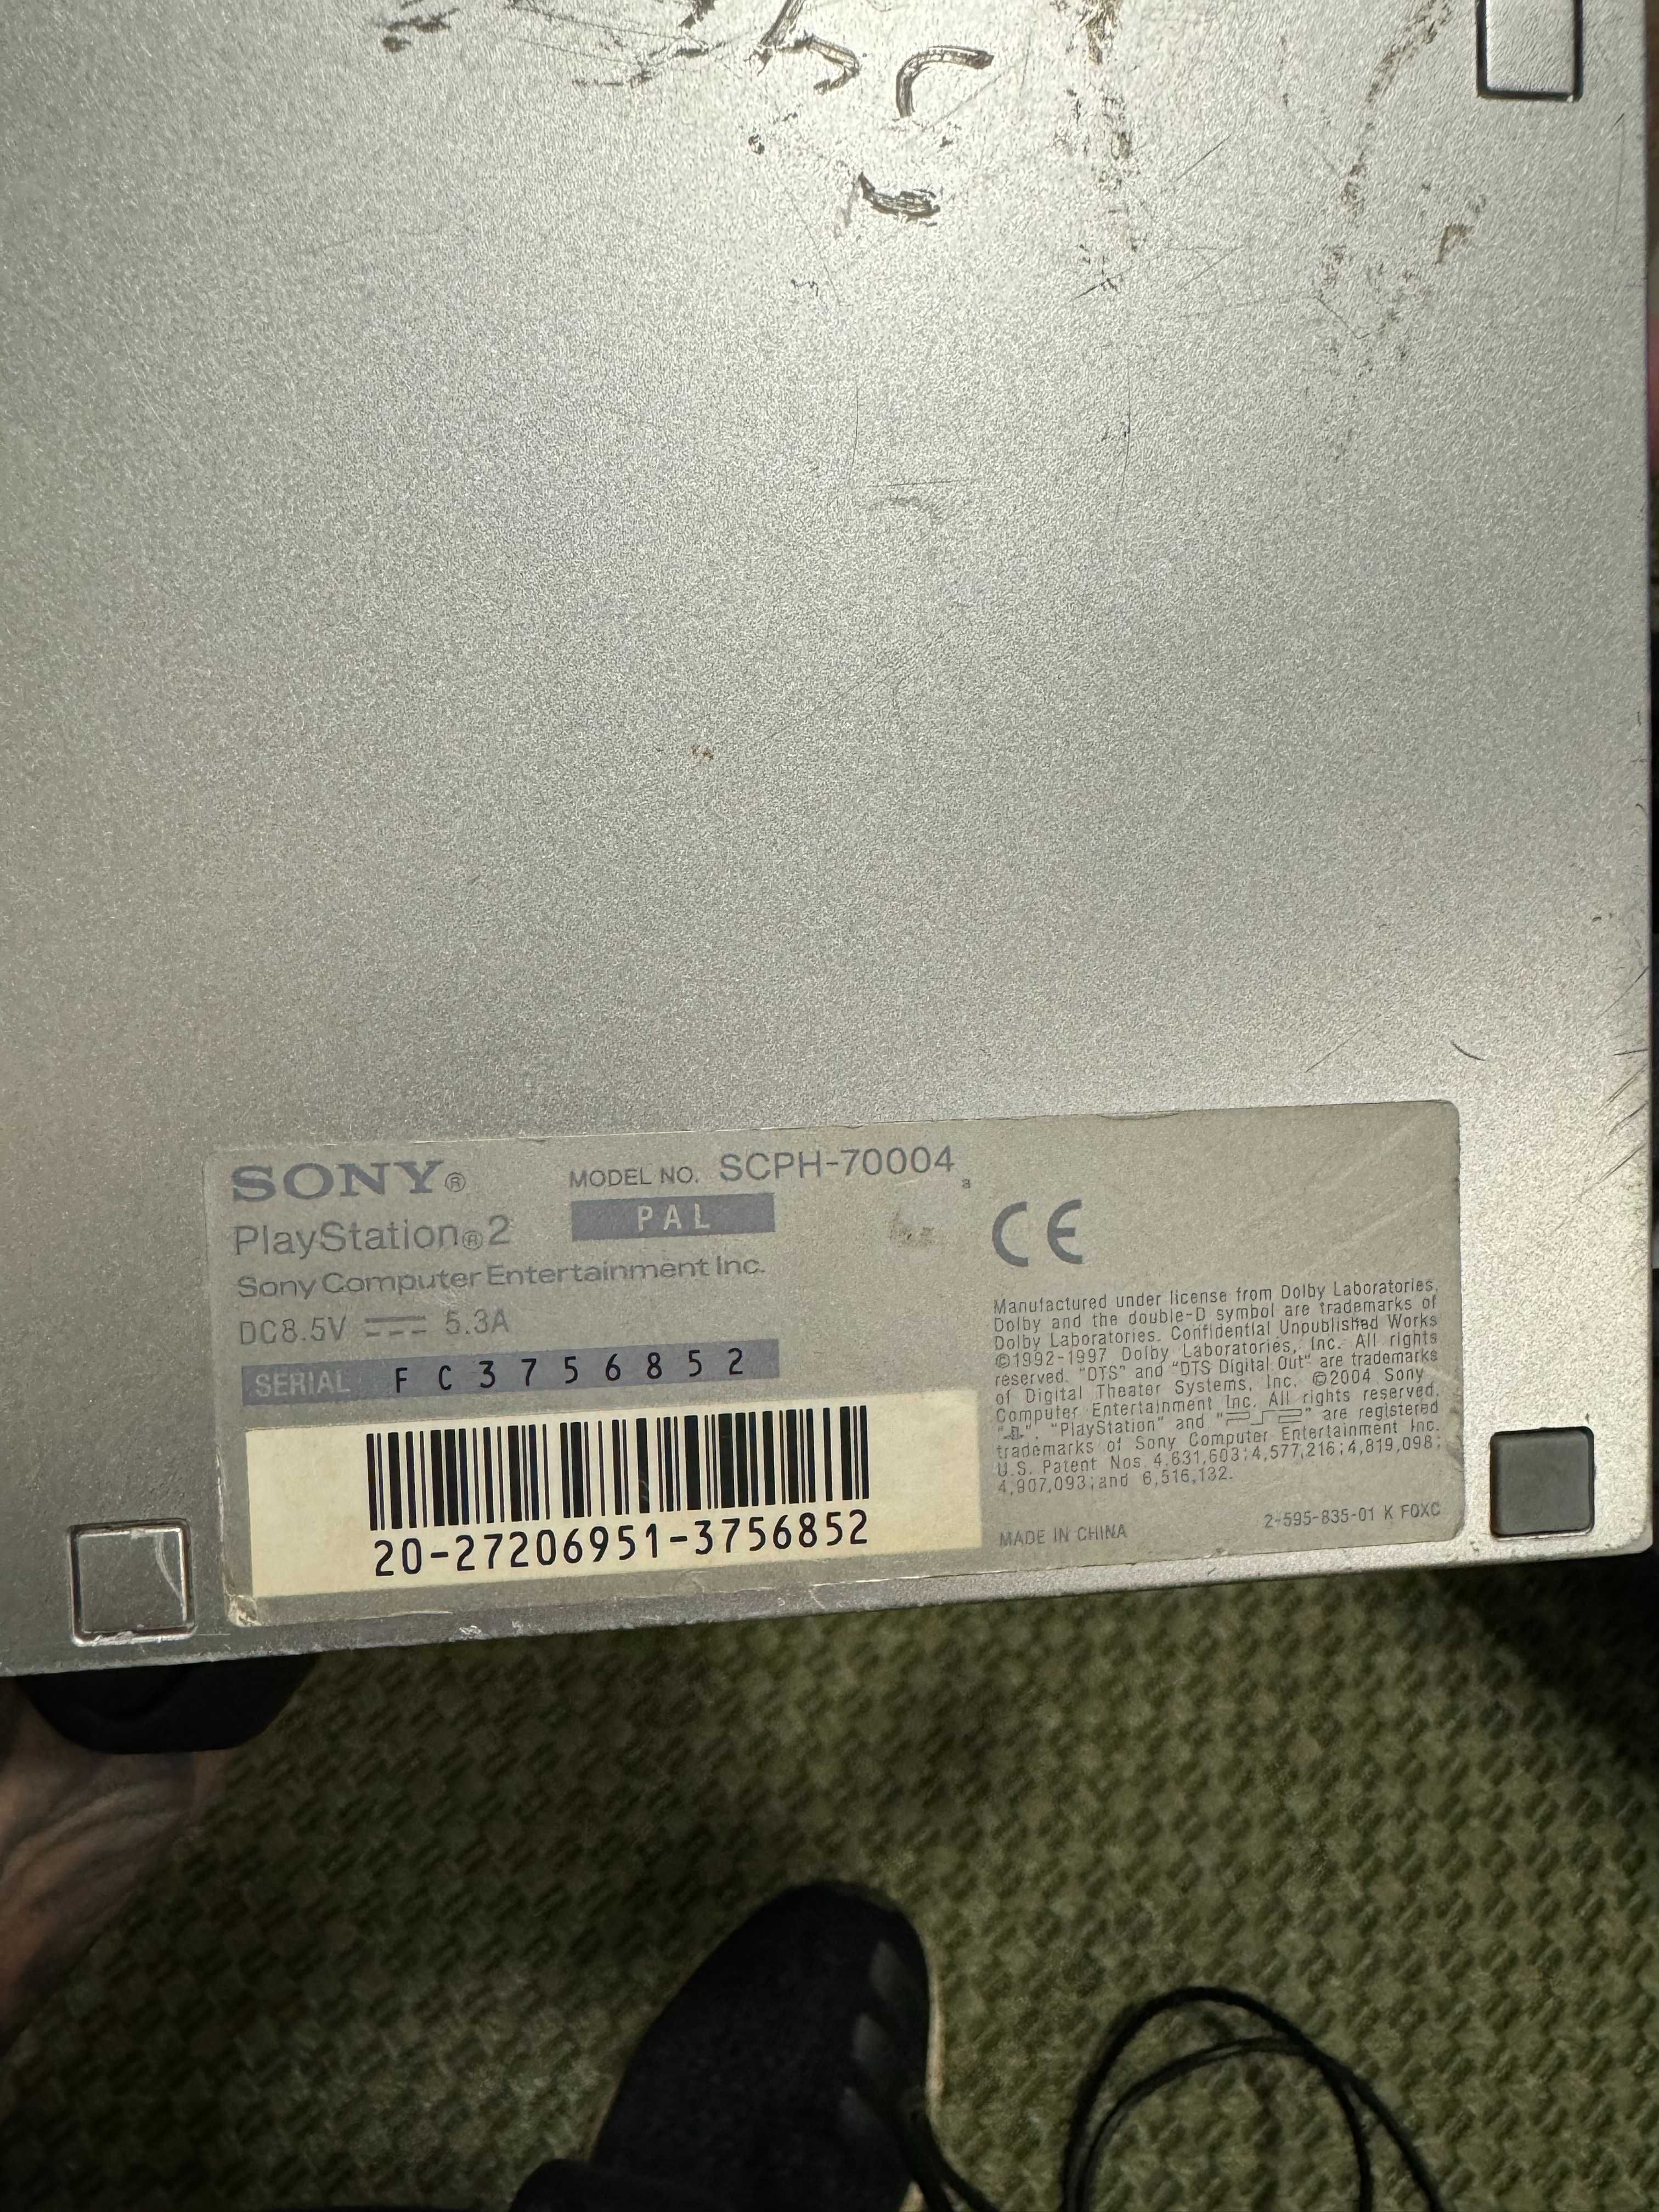 SONY®
MODEL NO. SCPH-70004
a
PlayStation®2
PAL
Sony Computer Entertainment Inc.
DC8.5V 5.3A
SERIAL FC3756852
20-27206951-3756852
CE
Manufactured under license from Dolby Laboratories.
Dolby and the double-D symbol are trademarks of
Dolby Laboratories. Confidential Unpublished Works
©1992-1997 Dolby Laboratories, Inc. All rights
reserved. "DTS" and "DTS Digital Out" are trademarks
of Digital Theater Systems, Inc. ©2004 Sony
Computer Entertainment Inc. All rights reserved.
" ", "PlayStation" and " " are registered
trademarks of Sony Computer Entertainment Inc.
U.S. Patent Nos. 4,631,603;4,577,216;4,819,098;
4,907,093;and 6,516,132.
MADE IN CHINA
2-595-835-01 K FOXC